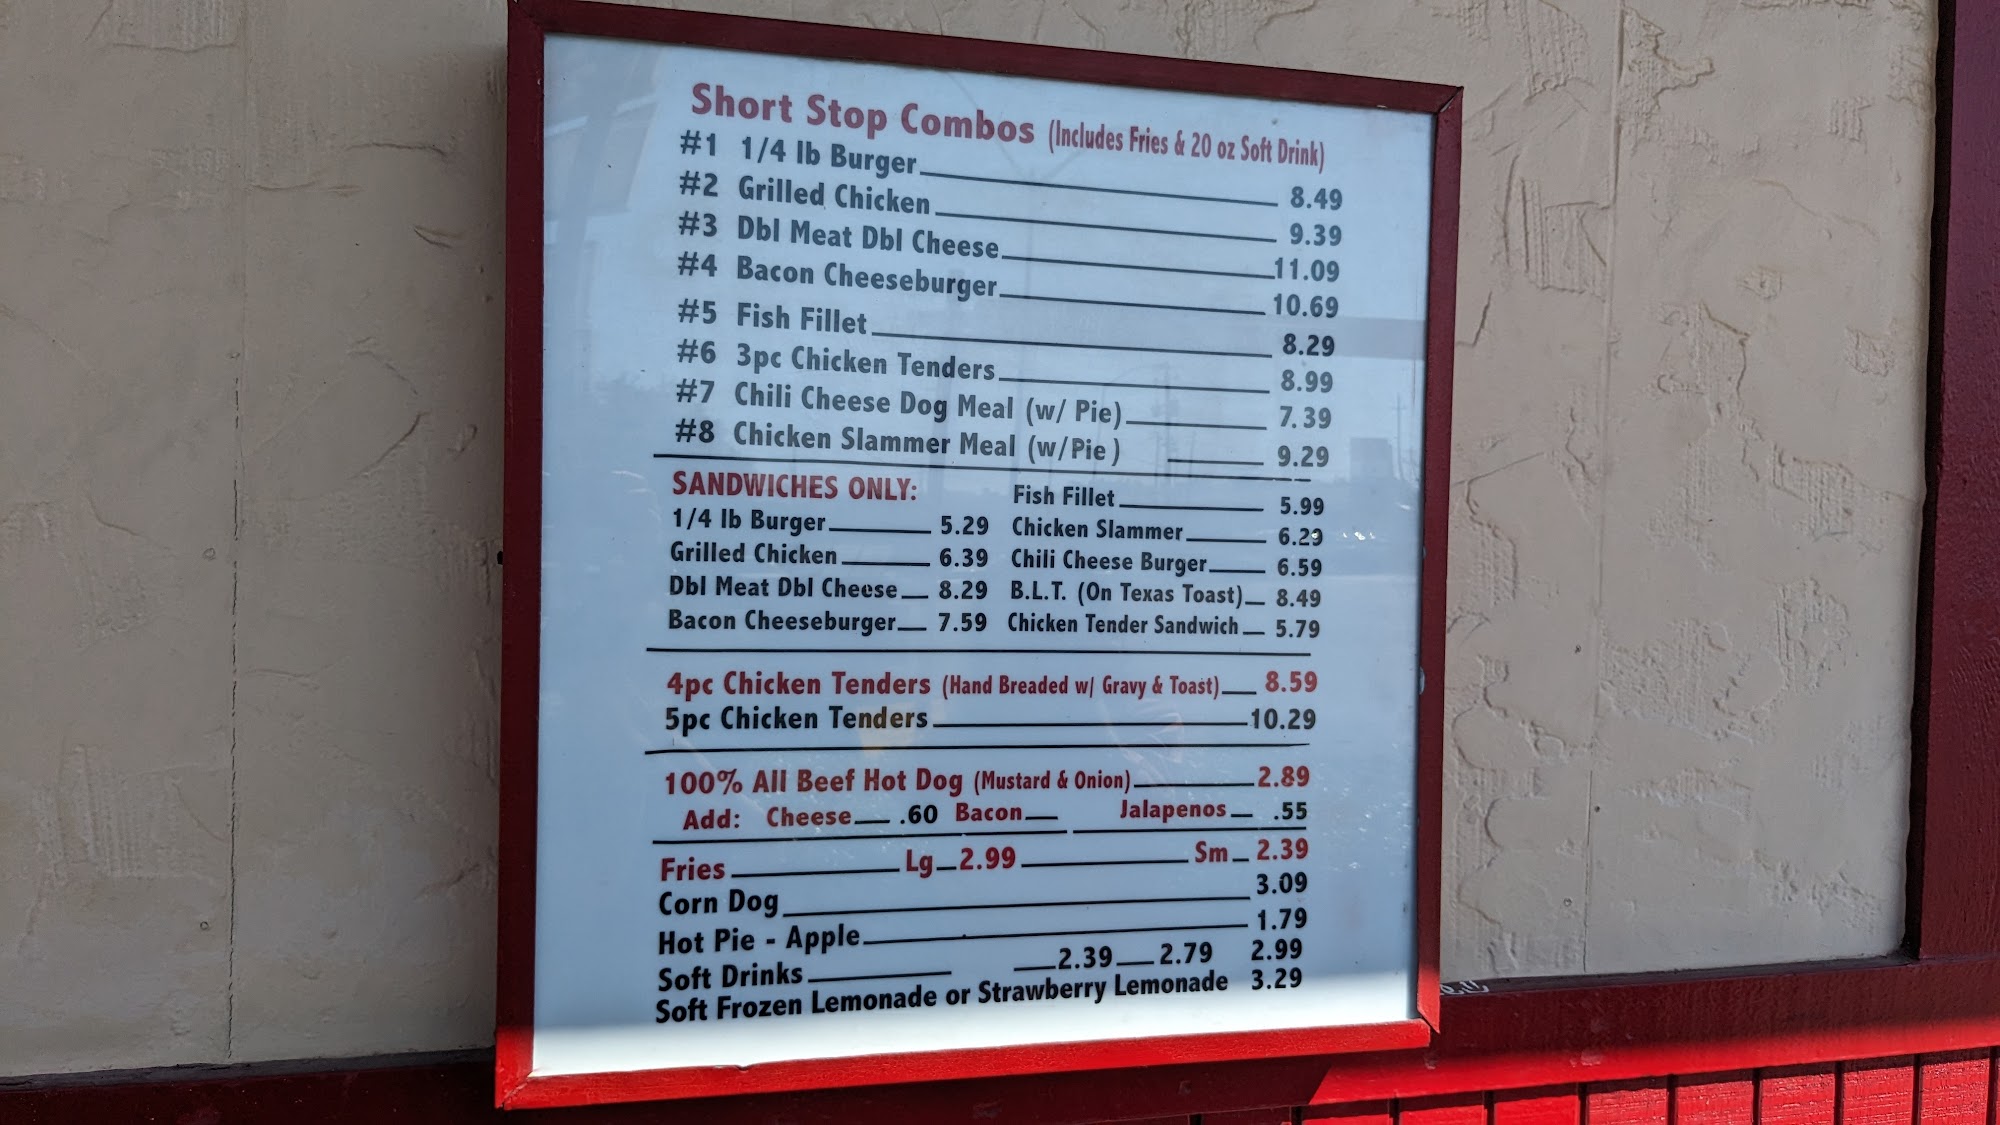 Short Stop Combos (Includes Fries & 20 oz Soft Drink)
#1 1/4 lb Burger 8.49
#2 Grilled Chicken 9.39
#3 Dbl Meat Dbl Cheese 11.09
#4 Bacon Cheeseburger 10.69
#5 Fish Fillet 8.29
#6 3pc Chicken Tenders 8.99
#7 Chili Cheese Dog Meal (w/ Pie) 7.39
#8 Chicken Slammer Meal (w/Pie) 9.29
SANDWICHES ONLY: Fish Fillet 5.99
1/4 lb Burger 5.29 Chicken Slammer 6.29
Grilled Chicken 6.39 Chili Cheese Burger 6.59
Dbl Meat Dbl Cheese 8.29 B.L.T. (On Texas Toast) 8.49
Bacon Cheeseburger 7.59 Chicken Tender Sandwich 5.79
4pc Chicken Tenders (Hand Breaded w/ Gravy & Toast) 8.59
5pc Chicken Tenders 10.29
100% All Beef Hot Dog (Mustard & Onion) 2.89
Add: Cheese .60 Bacon Jalapenos .55
Fries Lg 2.99 Sm 2.39
Corn Dog 3.09
Hot Pie - Apple 1.79
Soft Drinks 2.39 2.79 2.99
Soft Frozen Lemonade or Strawberry Lemonade 3.29